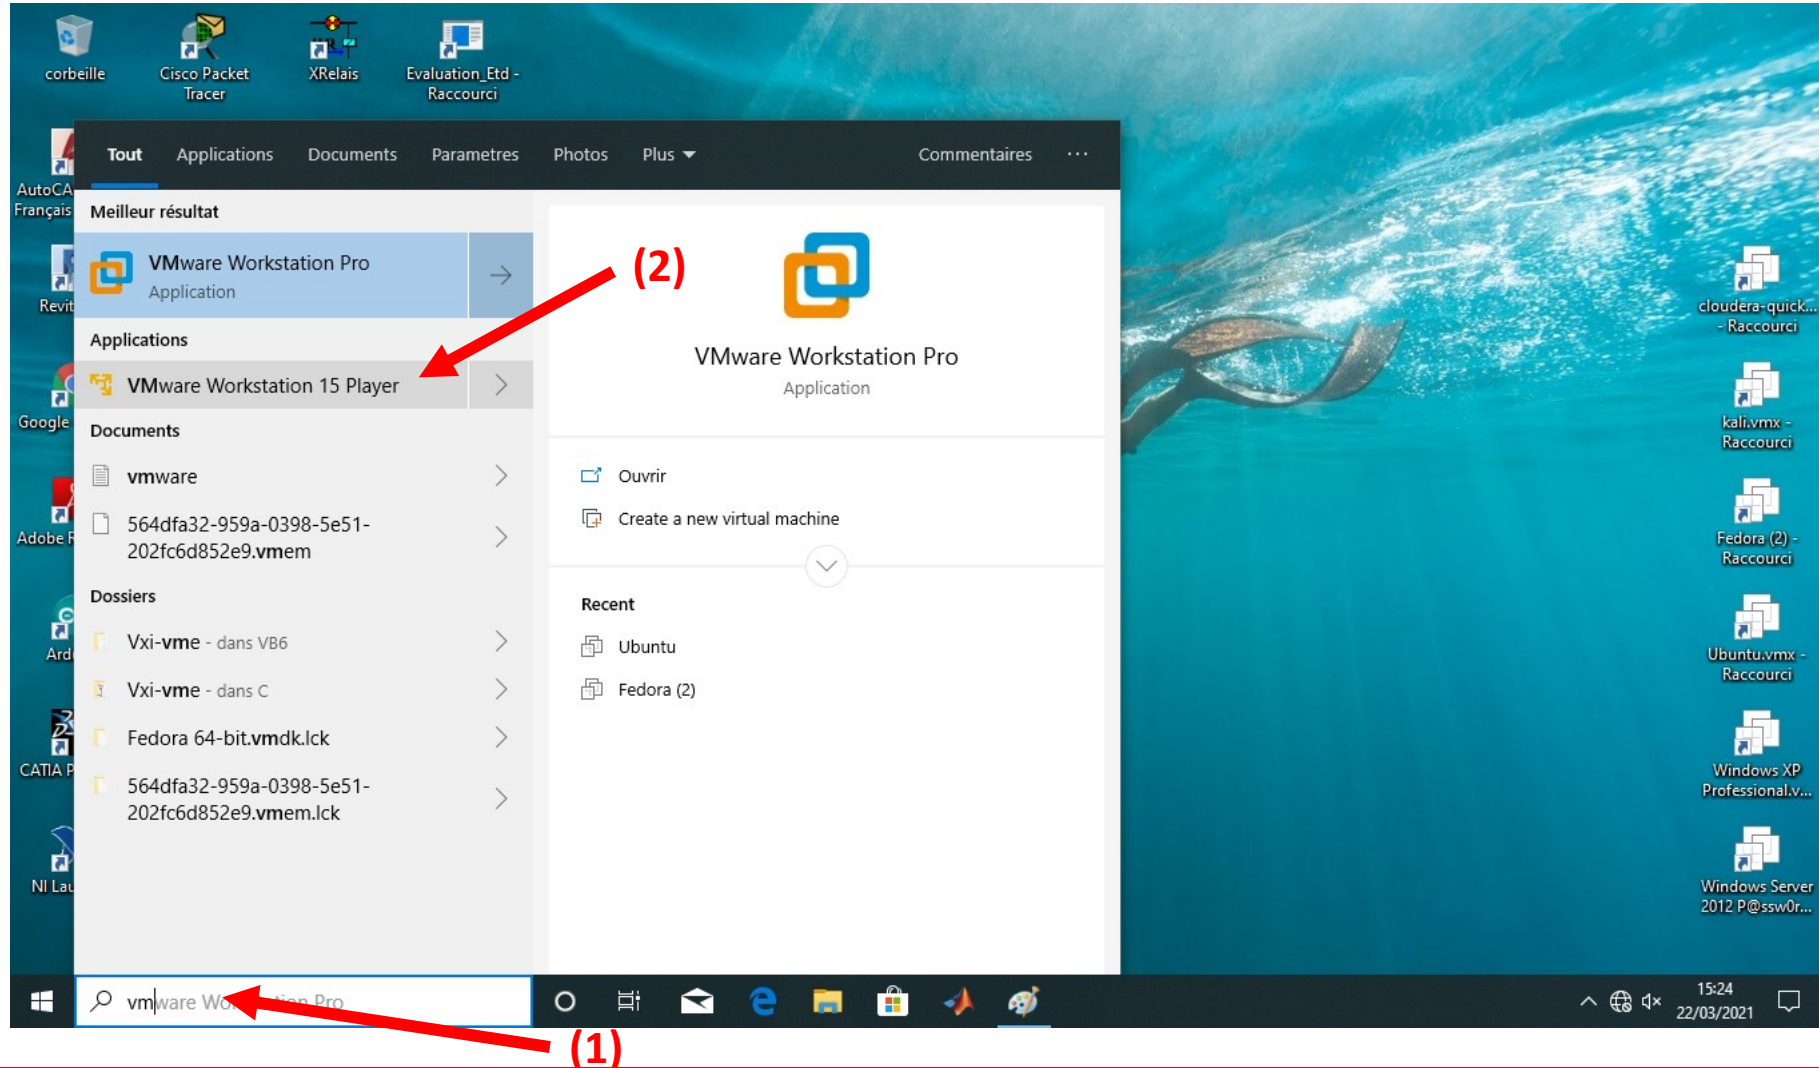 corbeille
Cisco Packet
Tracer
XRelais
Evaluation_Etd -
Raccourci
Tout Applications Documents Parametres Photos Plus Commentaires ...
AutoCA
Français
Meilleur résultat
VMware Workstation Pro
Application
(2)
Revit
Applications
VMware Workstation 15 Player
VMware Workstation Pro
Application
Google
Documents
vmware
564dfa32-959a-0398-5e51-
202fc6d852e9.vmem
Adobe R
Ouvrir
Create a new virtual machine
Dossiers
Vxi-vme - dans VB6
Vxi-vme - dans C
Fedora 64-bit.vmdk.lck
564dfa32-959a-0398-5e51-
202fc6d852e9.vmem.lck
Recent
Ubuntu
Fedora (2)
Ard
CATIA P
NI Lau
cloudera-quick...
- Raccourci
kali.vmx -
Raccourci
Fedora (2) -
Raccourci
Ubuntu.vmx -
Raccourci
Windows XP
Professional.v...
Windows Server
2012 P@ssw0r...
vmware Workstation Pro
15:24
22/03/2021
(1)